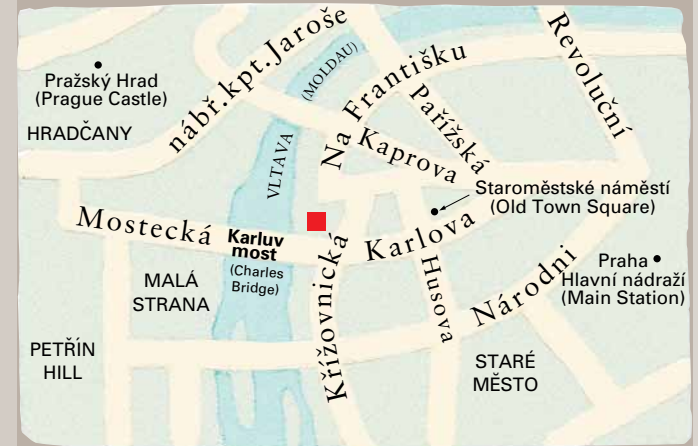 nábř.kpt.Jaroše
(MOLDAU)
Na Františku
Revoluční
Pražský Hrad
(Prague Castle)
Pařížská
HRADČANY
Kaprova
VLTAVA
Staroměstské náměstí
(Old Town Square)
Mostecká
Karluv
most
(Charles
Bridge)
Karlova
Křížovnická
Husova
Národni
Praha
Hlavní nádraží
(Main Station)
MALÁ
STRANA
PETŘÍN
HILL
STARÉ
MĚSTO